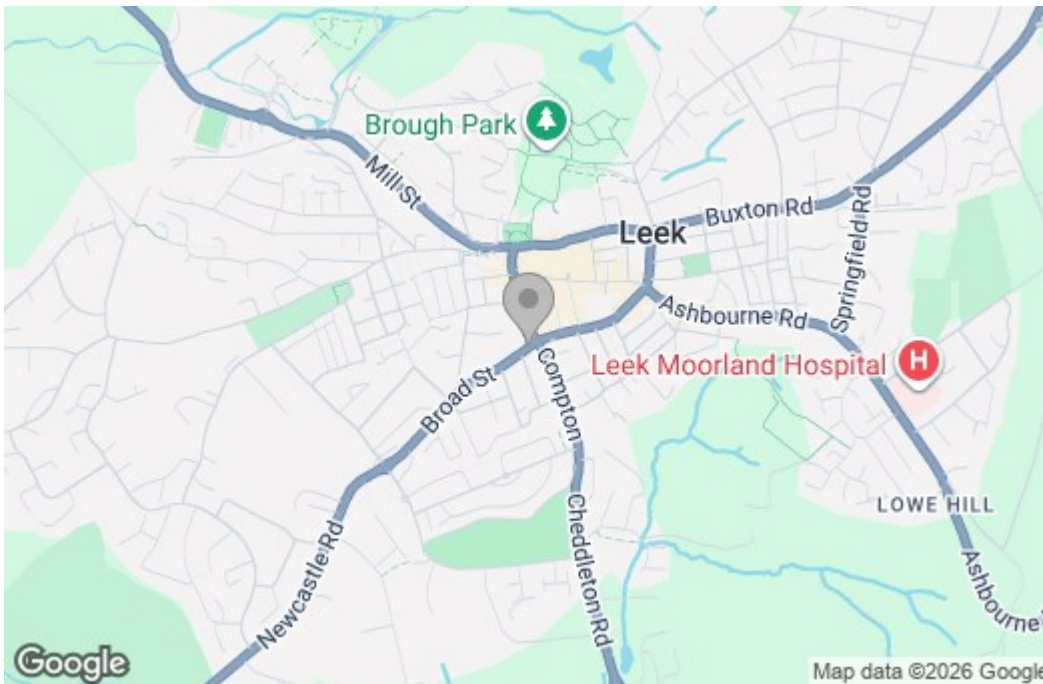 Brough Park
Mill St
Leek
Buxton Rd
Springfield Rd
Ashbourne Rd
Leek Moorland Hospital
H
Compton
Broad St
LOWE HILL
Cheddleton Rd
Newcastle Rd
Ashbourne
Google
Map data ©2026 Google